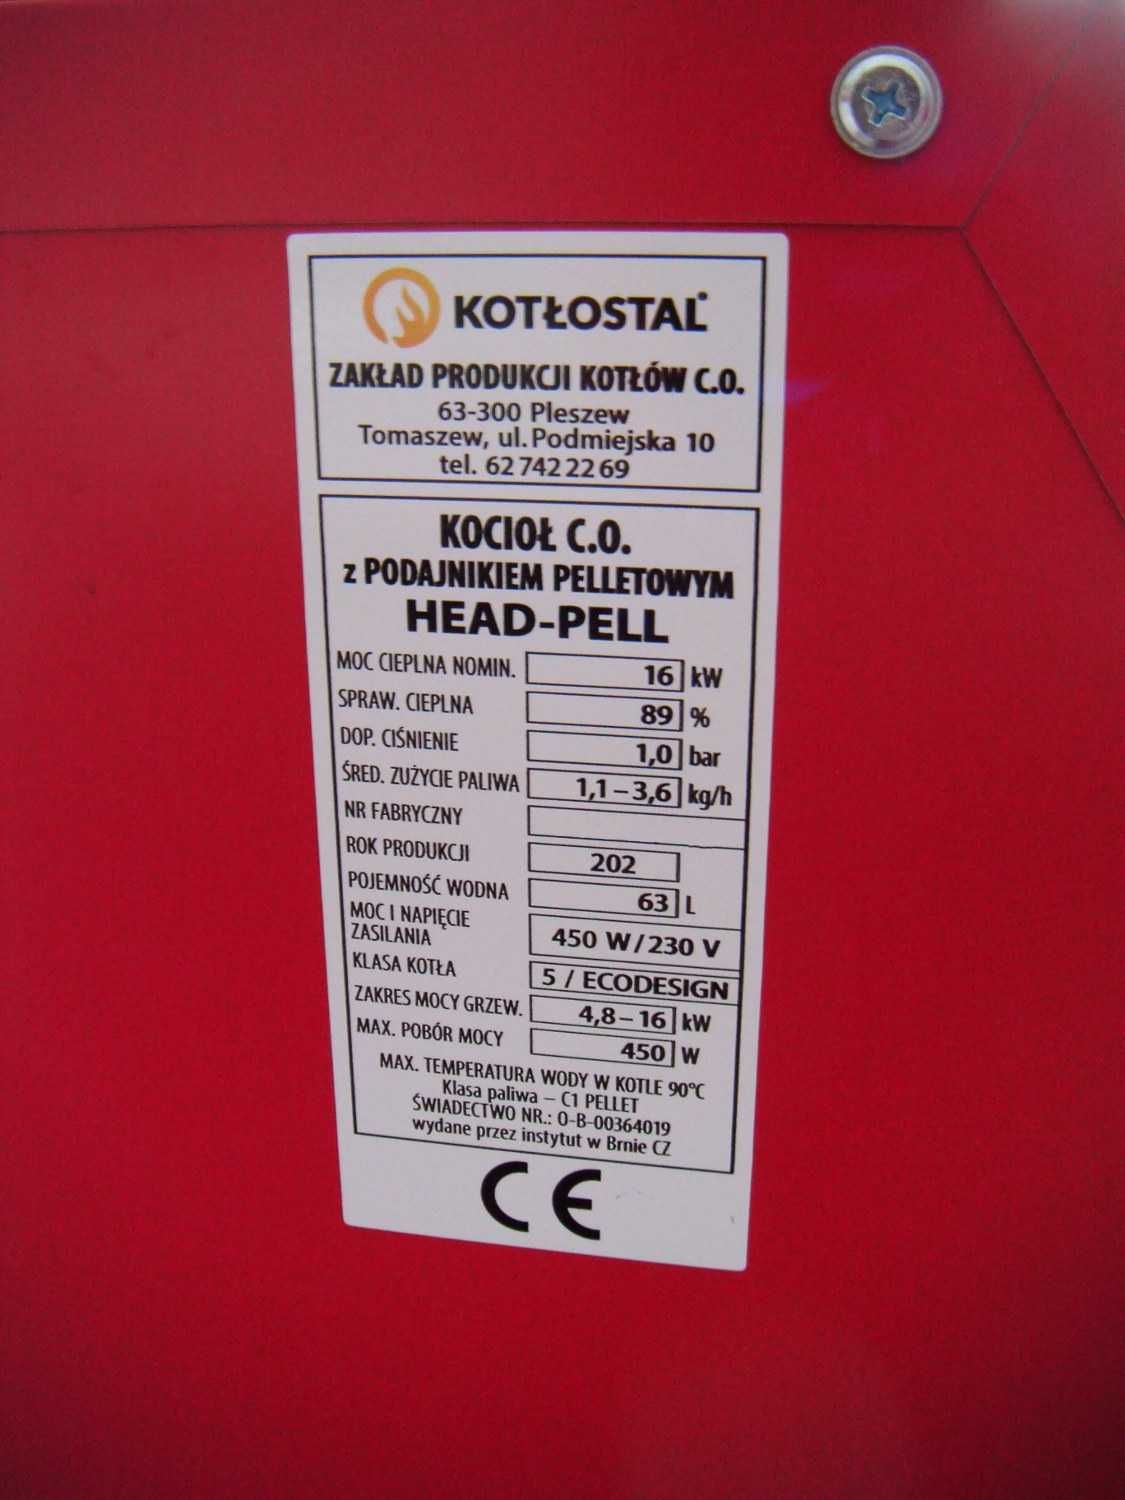 KOTŁOSTAL®
ZAKŁAD PRODUKCJI KOTŁÓW C.O.
63-300 Pleszew
Tomaszew, ul. Podmiejska 10
tel. 62 742 22 69
KOCIOŁ C.O.
z PODAJNIKIEM PELLETOWYM
HEAD-PELL
MOC CIEPLNA NOMIN. 16 kW
SPRAW. CIEPLNA 89 %
DOP. CIŚNIENIE 1,0 bar
ŚRED. ZUŻYCIE PALIWA 1,1 – 3,6 kg/h
NR FABRYCZNY
ROK PRODUKCJI 202
POJEMNOŚĆ WODNA 63 L
MOC I NAPIĘCIE
ZASILANIA 450 W / 230 V
KLASA KOTŁA 5 / ECODESIGN
ZAKRES MOCY GRZEW. 4,8 – 16 kW
MAX. POBÓR MOCY 450 W
MAX. TEMPERATURA WODY W KOTLE 90°C
Klasa paliwa – C1 PELLET
ŚWIADECTWO NR.: O-B-00364019
wydane przez instytut w Brnie CZ
CE